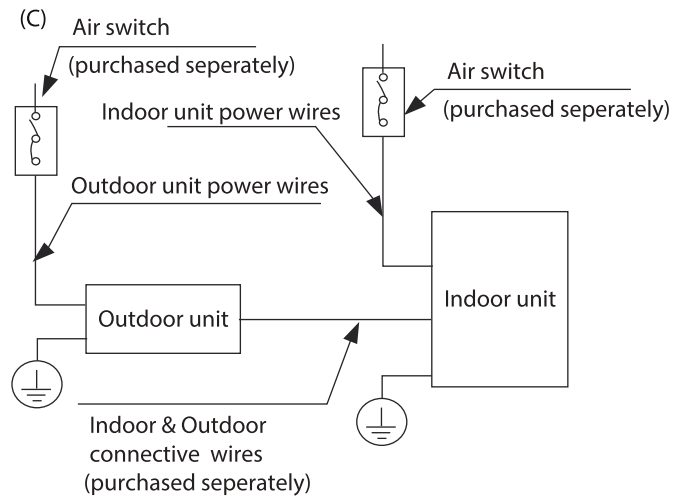 (C)
Air switch
(purchased seperately)
Air switch
(purchased seperately)
Indoor unit power wires
Outdoor unit power wires
Indoor unit
Outdoor unit
Indoor & Outdoor
connective wires
(purchased seperately)